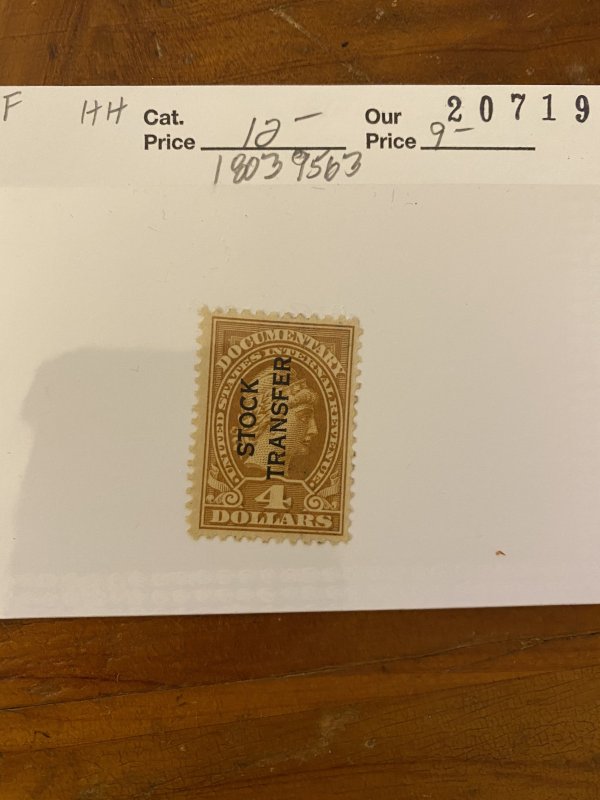 F HH Cat. Price 12 - Our Price 9- 20719
18039563
DOCUMENTARY
UNITED STATES INTERNAL REVENUE
STOCK
TRANSFER
4
DOLLARS